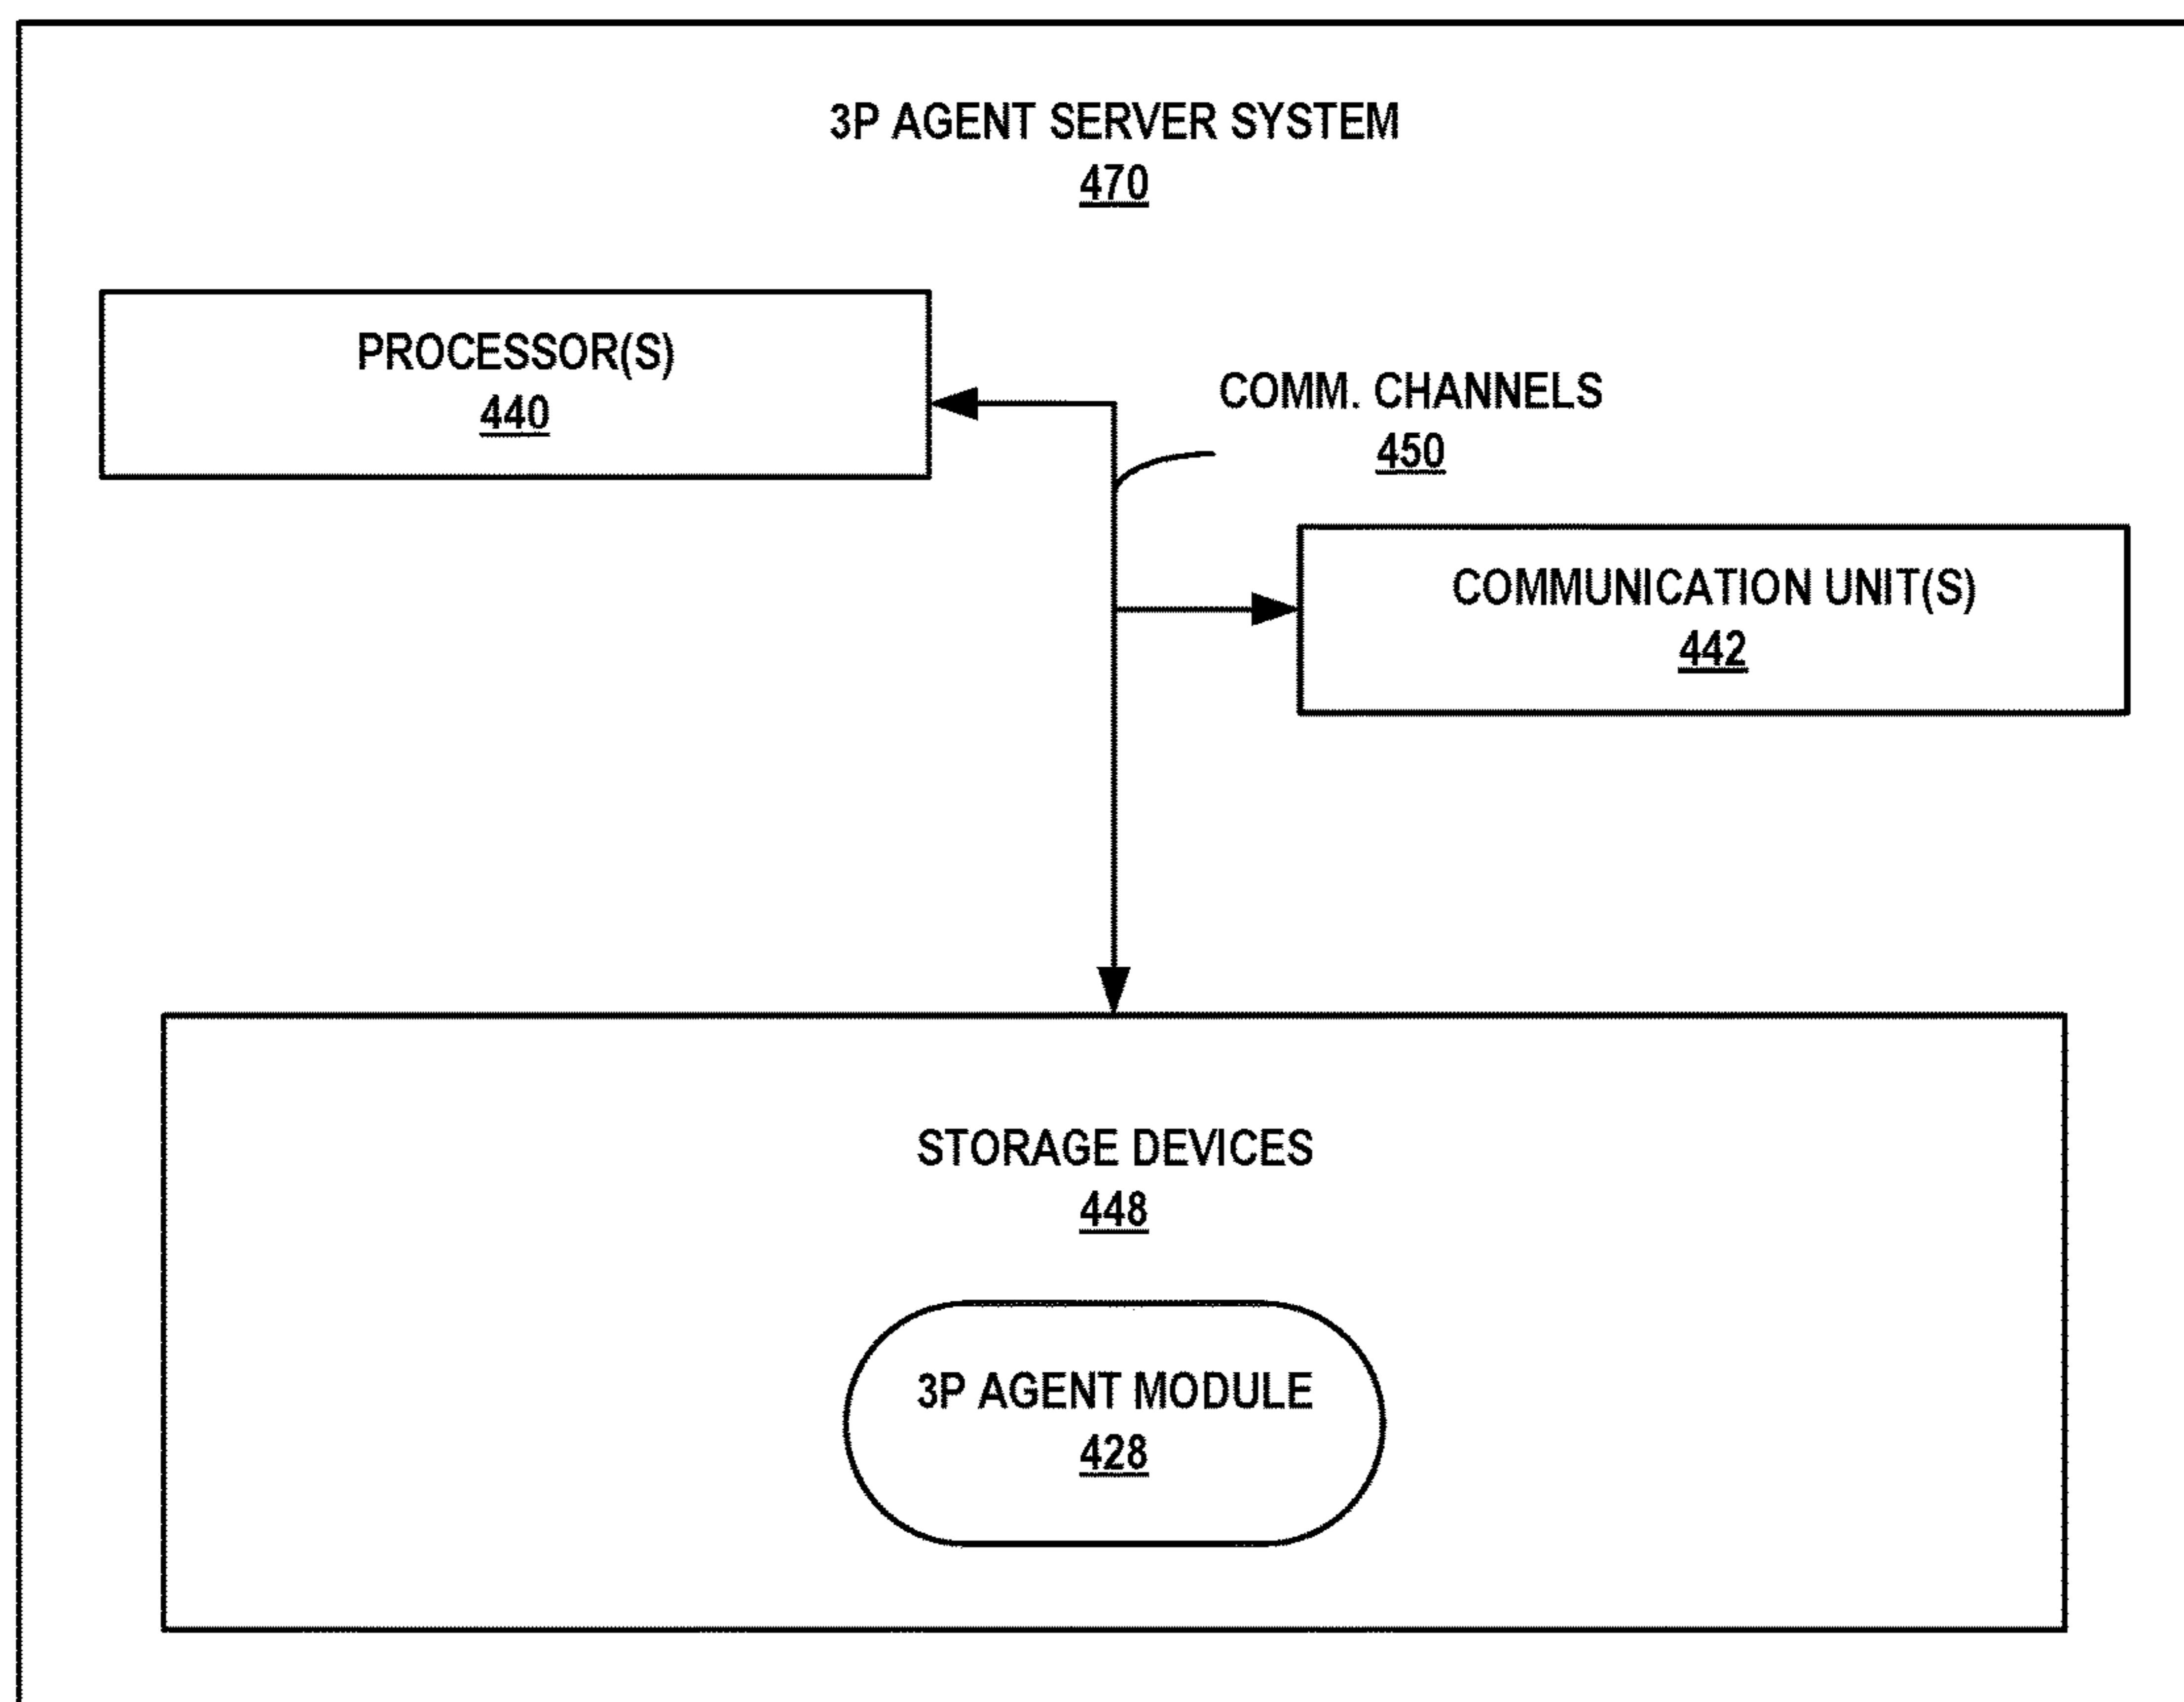 3P AGENT SERVER SYSTEM
470
PROCESSOR(S)
440
COMM. CHANNELS
450
COMMUNICATION UNIT(S)
442
STORAGE DEVICES
448
3P AGENT MODULE
428